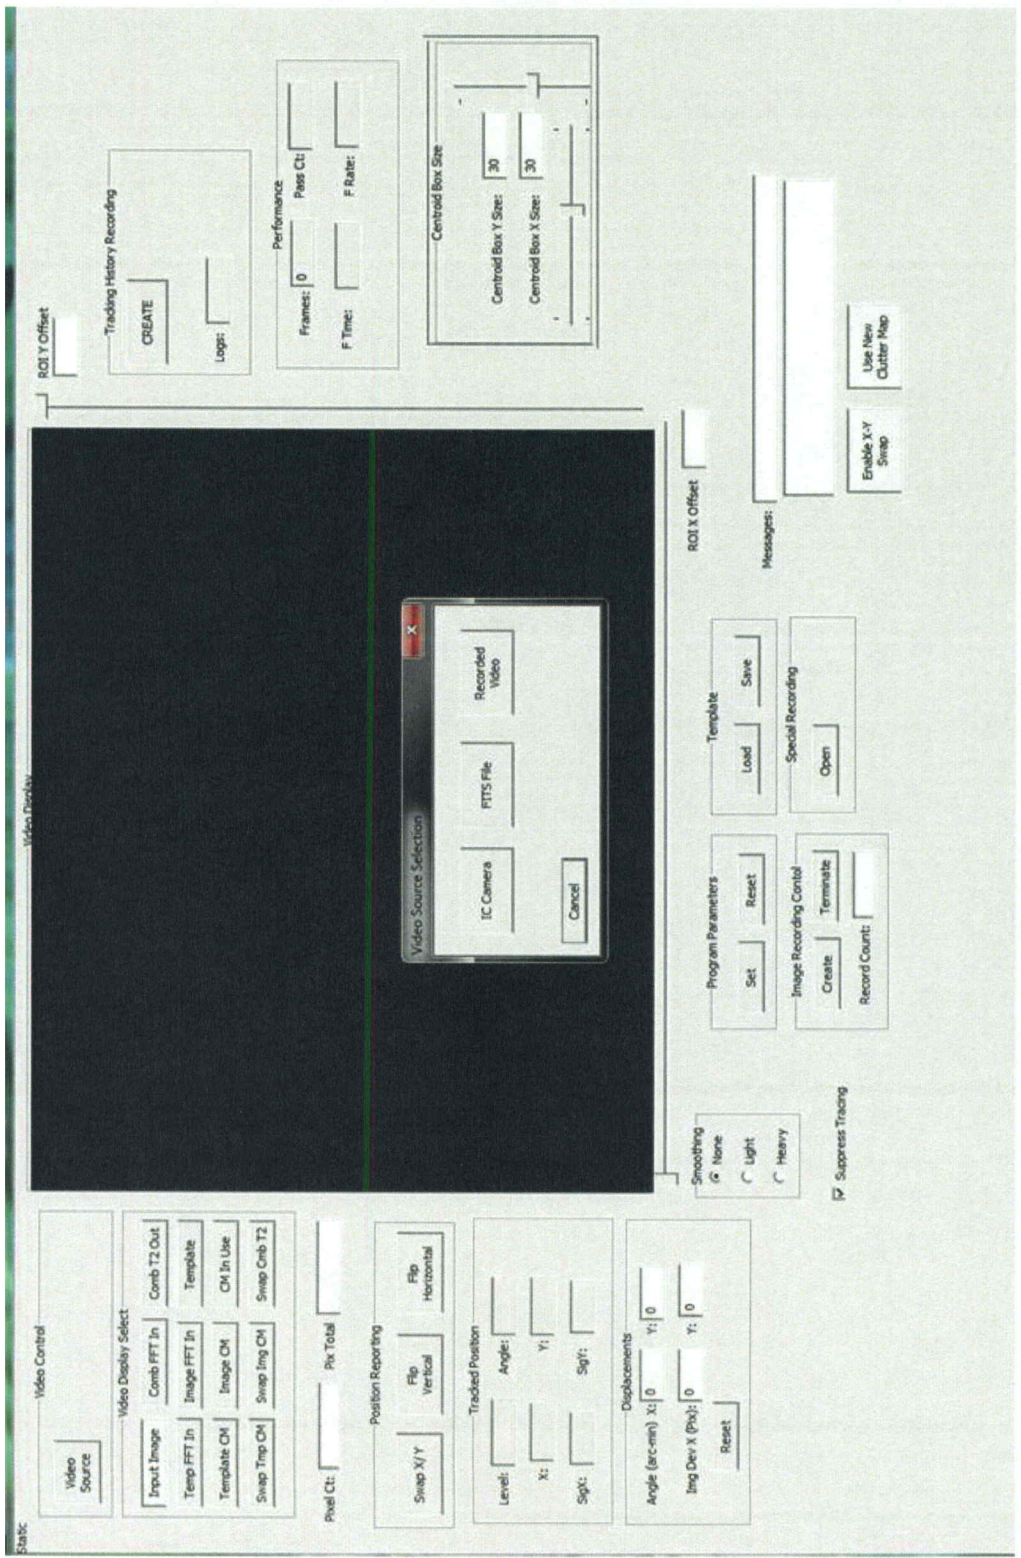 Static
Video Control
Video
Source
Video Display Select
Input Image
Comb FFT In
Comb T2 Out
Temp FFT In
Image FFT In
Template
Template CM
Image CM
CM In Use
Swap Tmp CM
Swap Img CM
Swap Cmb T2
Pixel Ct:
Pix Total
Position Reporting
Swap X/Y
Flip
Vertical
Flip
Horizontal
Tracked Position
Level:
Angle:
X:
Y:
SigX:
SigY:
Displacements
Angle (arc-min) X: 0
Y: 0
Img Dev X (Pix): 0
Y: 0
Reset
Video Display
Video Source Selection
X
IC Camera
FITS File
Recorded
Video
Cancel
Smoothing
None
Light
Heavy
Suppress Tracing
Program Parameters
Set
Reset
Image Recording Contol
Create
Terminate
Record Count:
Template
Load
Save
Special Recording
Open
ROI X Offset
Messages:
Enable X-Y
Swap
Use New
Clutter Map
ROI Y Offset
Tracking History Recording
CREATE
Logs:
Performance
Frames: 0
Pass Ct:
F Time:
F Rate:
Centroid Box Size
Centroid Box Y Size: 30
Centroid Box X Size: 30